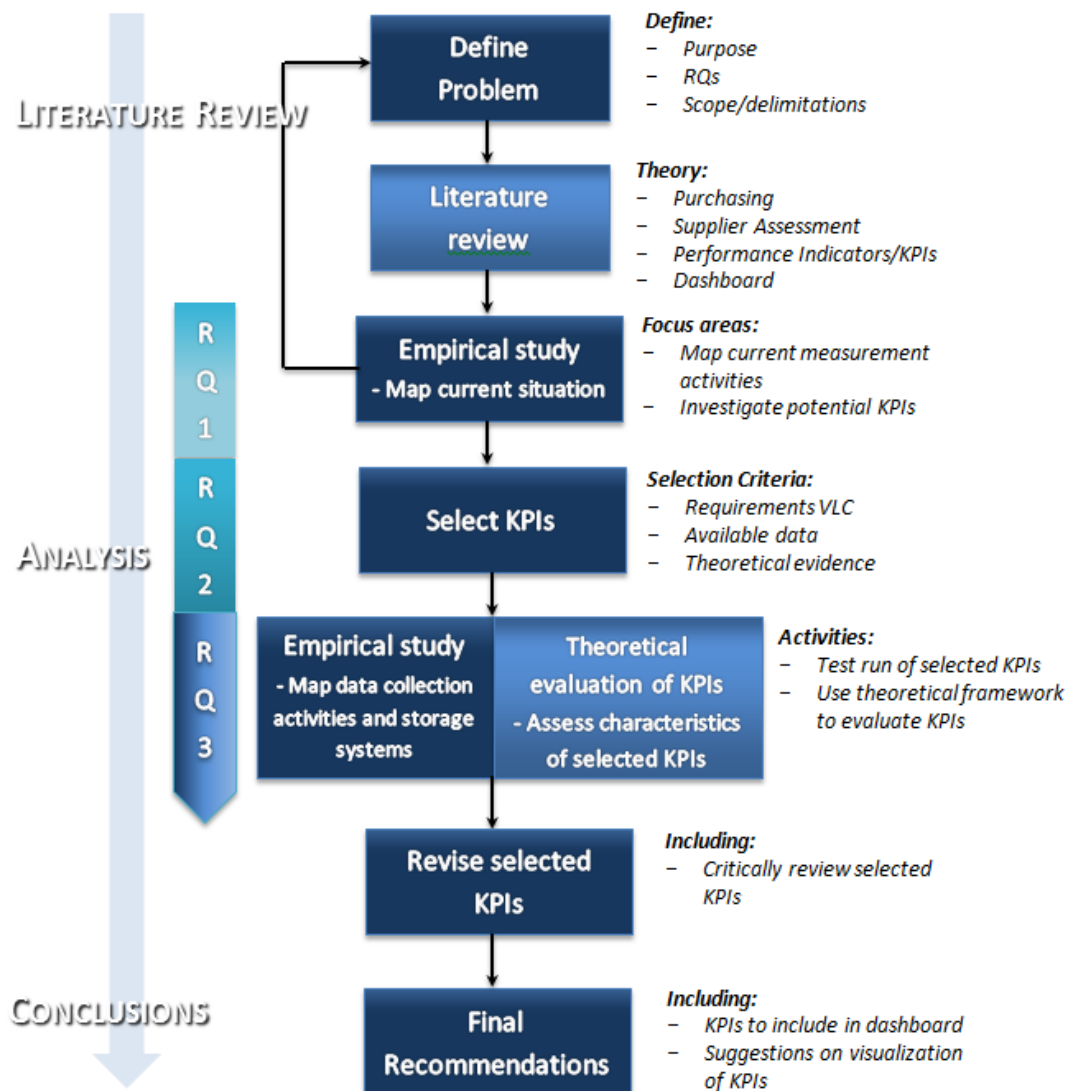 Define
Problem
Define:
– Purpose
– RQs
– Scope/delimitations
LITERATURE REVIEW
Literature
review
Theory:
– Purchasing
– Supplier Assessment
– Performance Indicators/KPIs
– Dashboard
R
Q
1
Empirical study
- Map current situation
Focus areas:
– Map current measurement
activities
– Investigate potential KPIs
R
Q
2
Select KPIs
Selection Criteria:
– Requirements VLC
– Available data
– Theoretical evidence
ANALYSIS
R
Q
3
Empirical study
- Map data collection
activities and storage
systems
Theoretical
evaluation of KPIs
- Assess characteristics
of selected KPIs
Activities:
– Test run of selected KPIs
– Use theoretical framework
to evaluate KPIs
Revise selected
KPIs
Including:
– Critically review selected
KPIs
CONCLUSIONS
Final
Recommendations
Including:
– KPIs to include in dashboard
– Suggestions on visualization
of KPIs